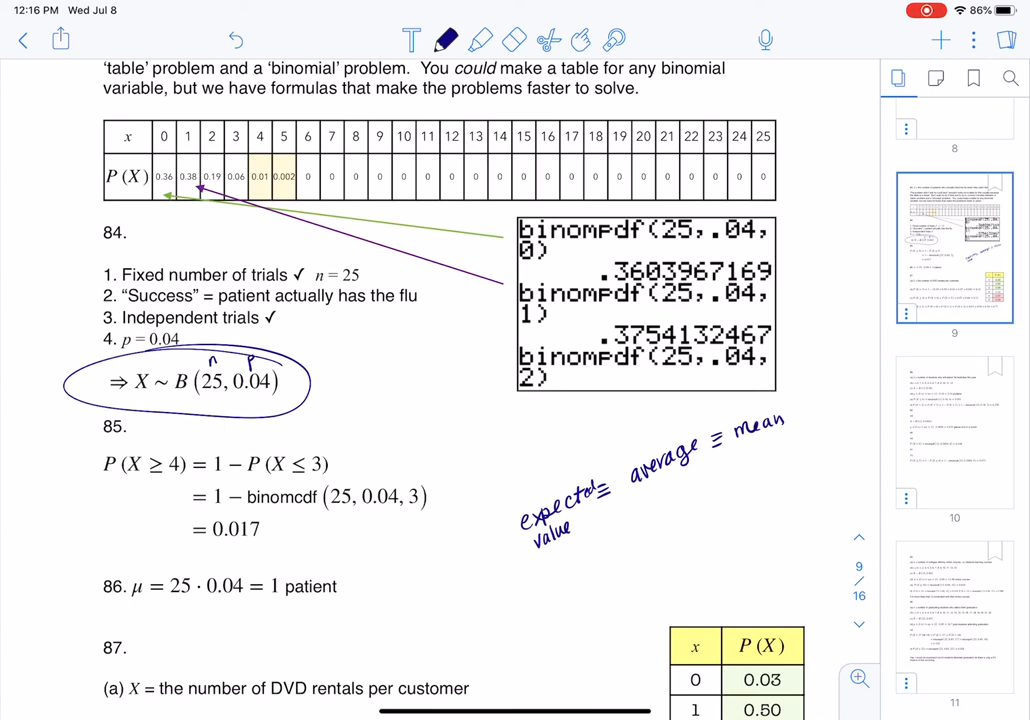 12:16 PM Wed Jul 8
86%
T
'table' problem and a 'binomial' problem. You could make a table for any binomial
variable, but we have formulas that make the problems faster to solve.
x 0 1 2 3 4 5 6 7 8 9 10 11 12 13 14 15 16 17 18 19 20 21 22 23 24 25
P (X) 0.36 0.38 0.19 0.06 0.01 0.002 0 0 0 0 0 0 0 0 0 0 0 0 0 0 0 0 0 0 0 0
84.
1. Fixed number of trials ✓ n = 25
2. "Success" = patient actually has the flu
3. Independent trials ✓
4. p = 0.04
n p
⇒ X ~ B (25, 0.04)
binompdf(25,.04,
0)
.3603967169
binompdf(25,.04,
1)
.3754132467
binompdf(25,.04,
2)
85.
P (X ≥ 4) = 1 − P (X ≤ 3)
= 1 − binomcdf (25, 0.04, 3)
= 0.017
expected ≡ average ≡ mean
value
86. μ = 25 · 0.04 = 1 patient
87.
(a) X = the number of DVD rentals per customer
x P (X)
0 0.03
1 0.50
8
9
10
11
9
/
16